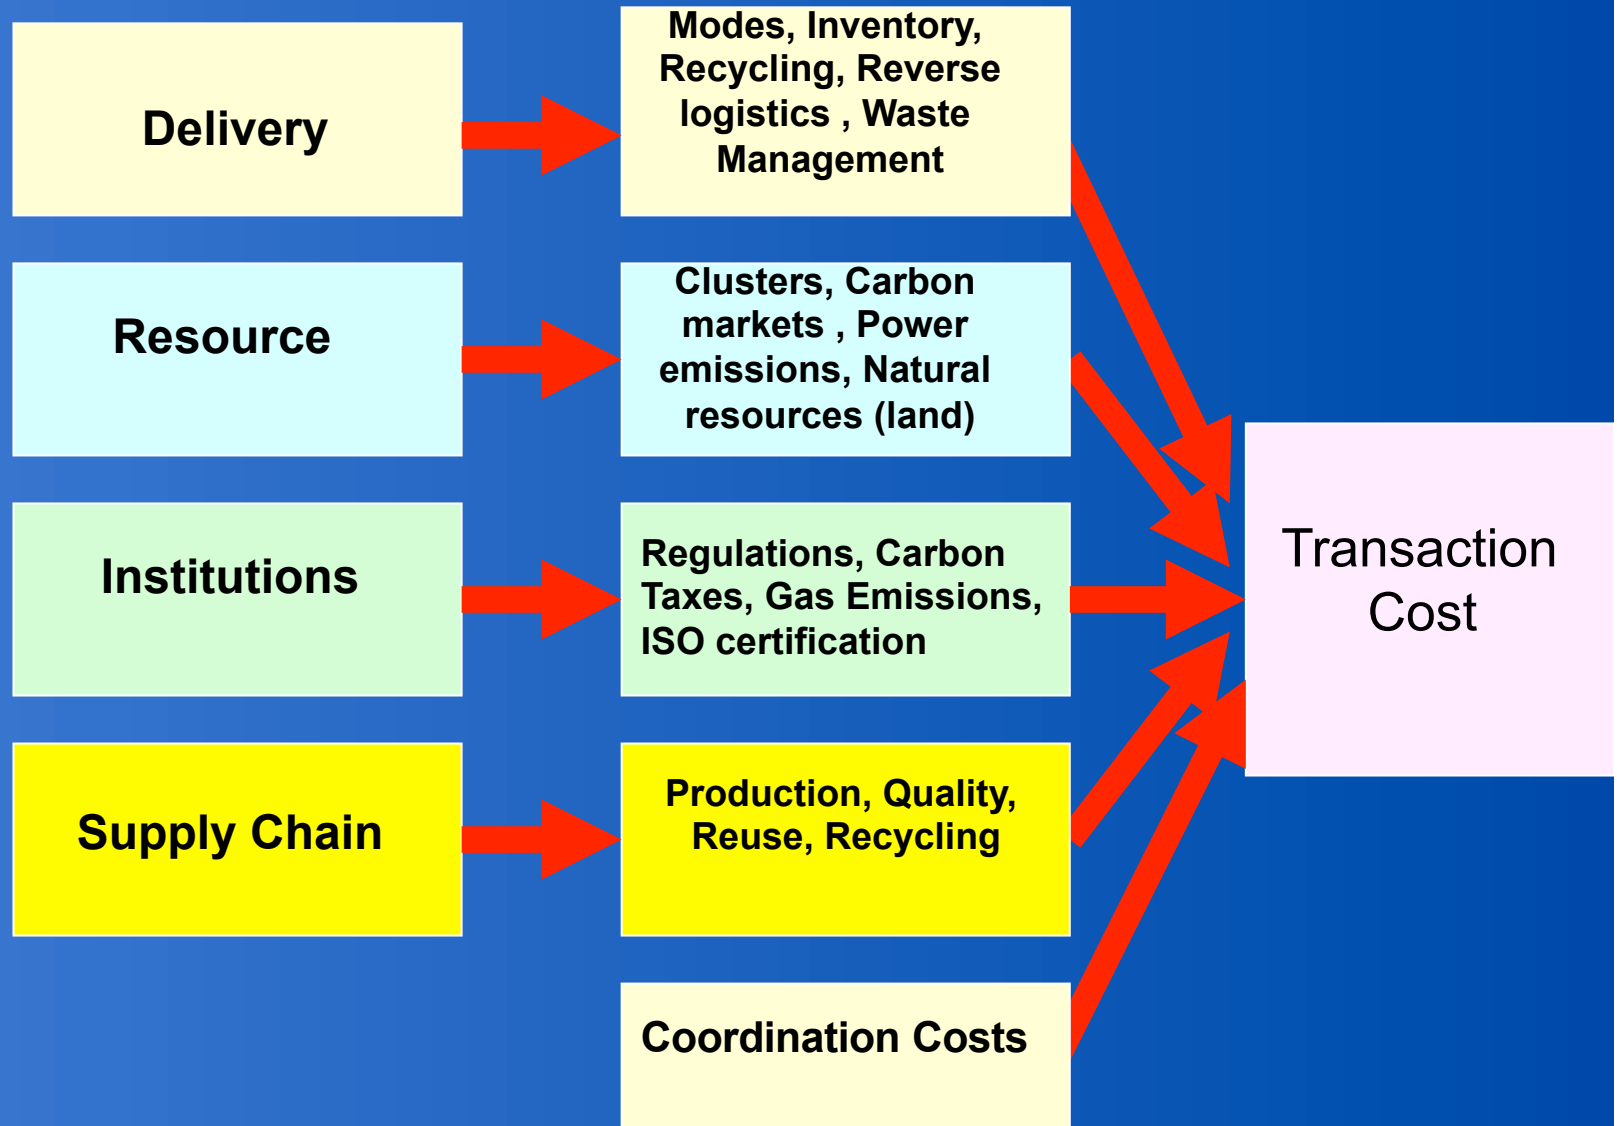 Delivery
Modes, Inventory,
Recycling, Reverse
logistics , Waste
Management
Resource
Clusters, Carbon
markets , Power
emissions, Natural
resources (land)
Institutions
Regulations, Carbon
Taxes, Gas Emissions,
ISO certification
Transaction
Cost
Supply Chain
Production, Quality,
Reuse, Recycling
Coordination Costs